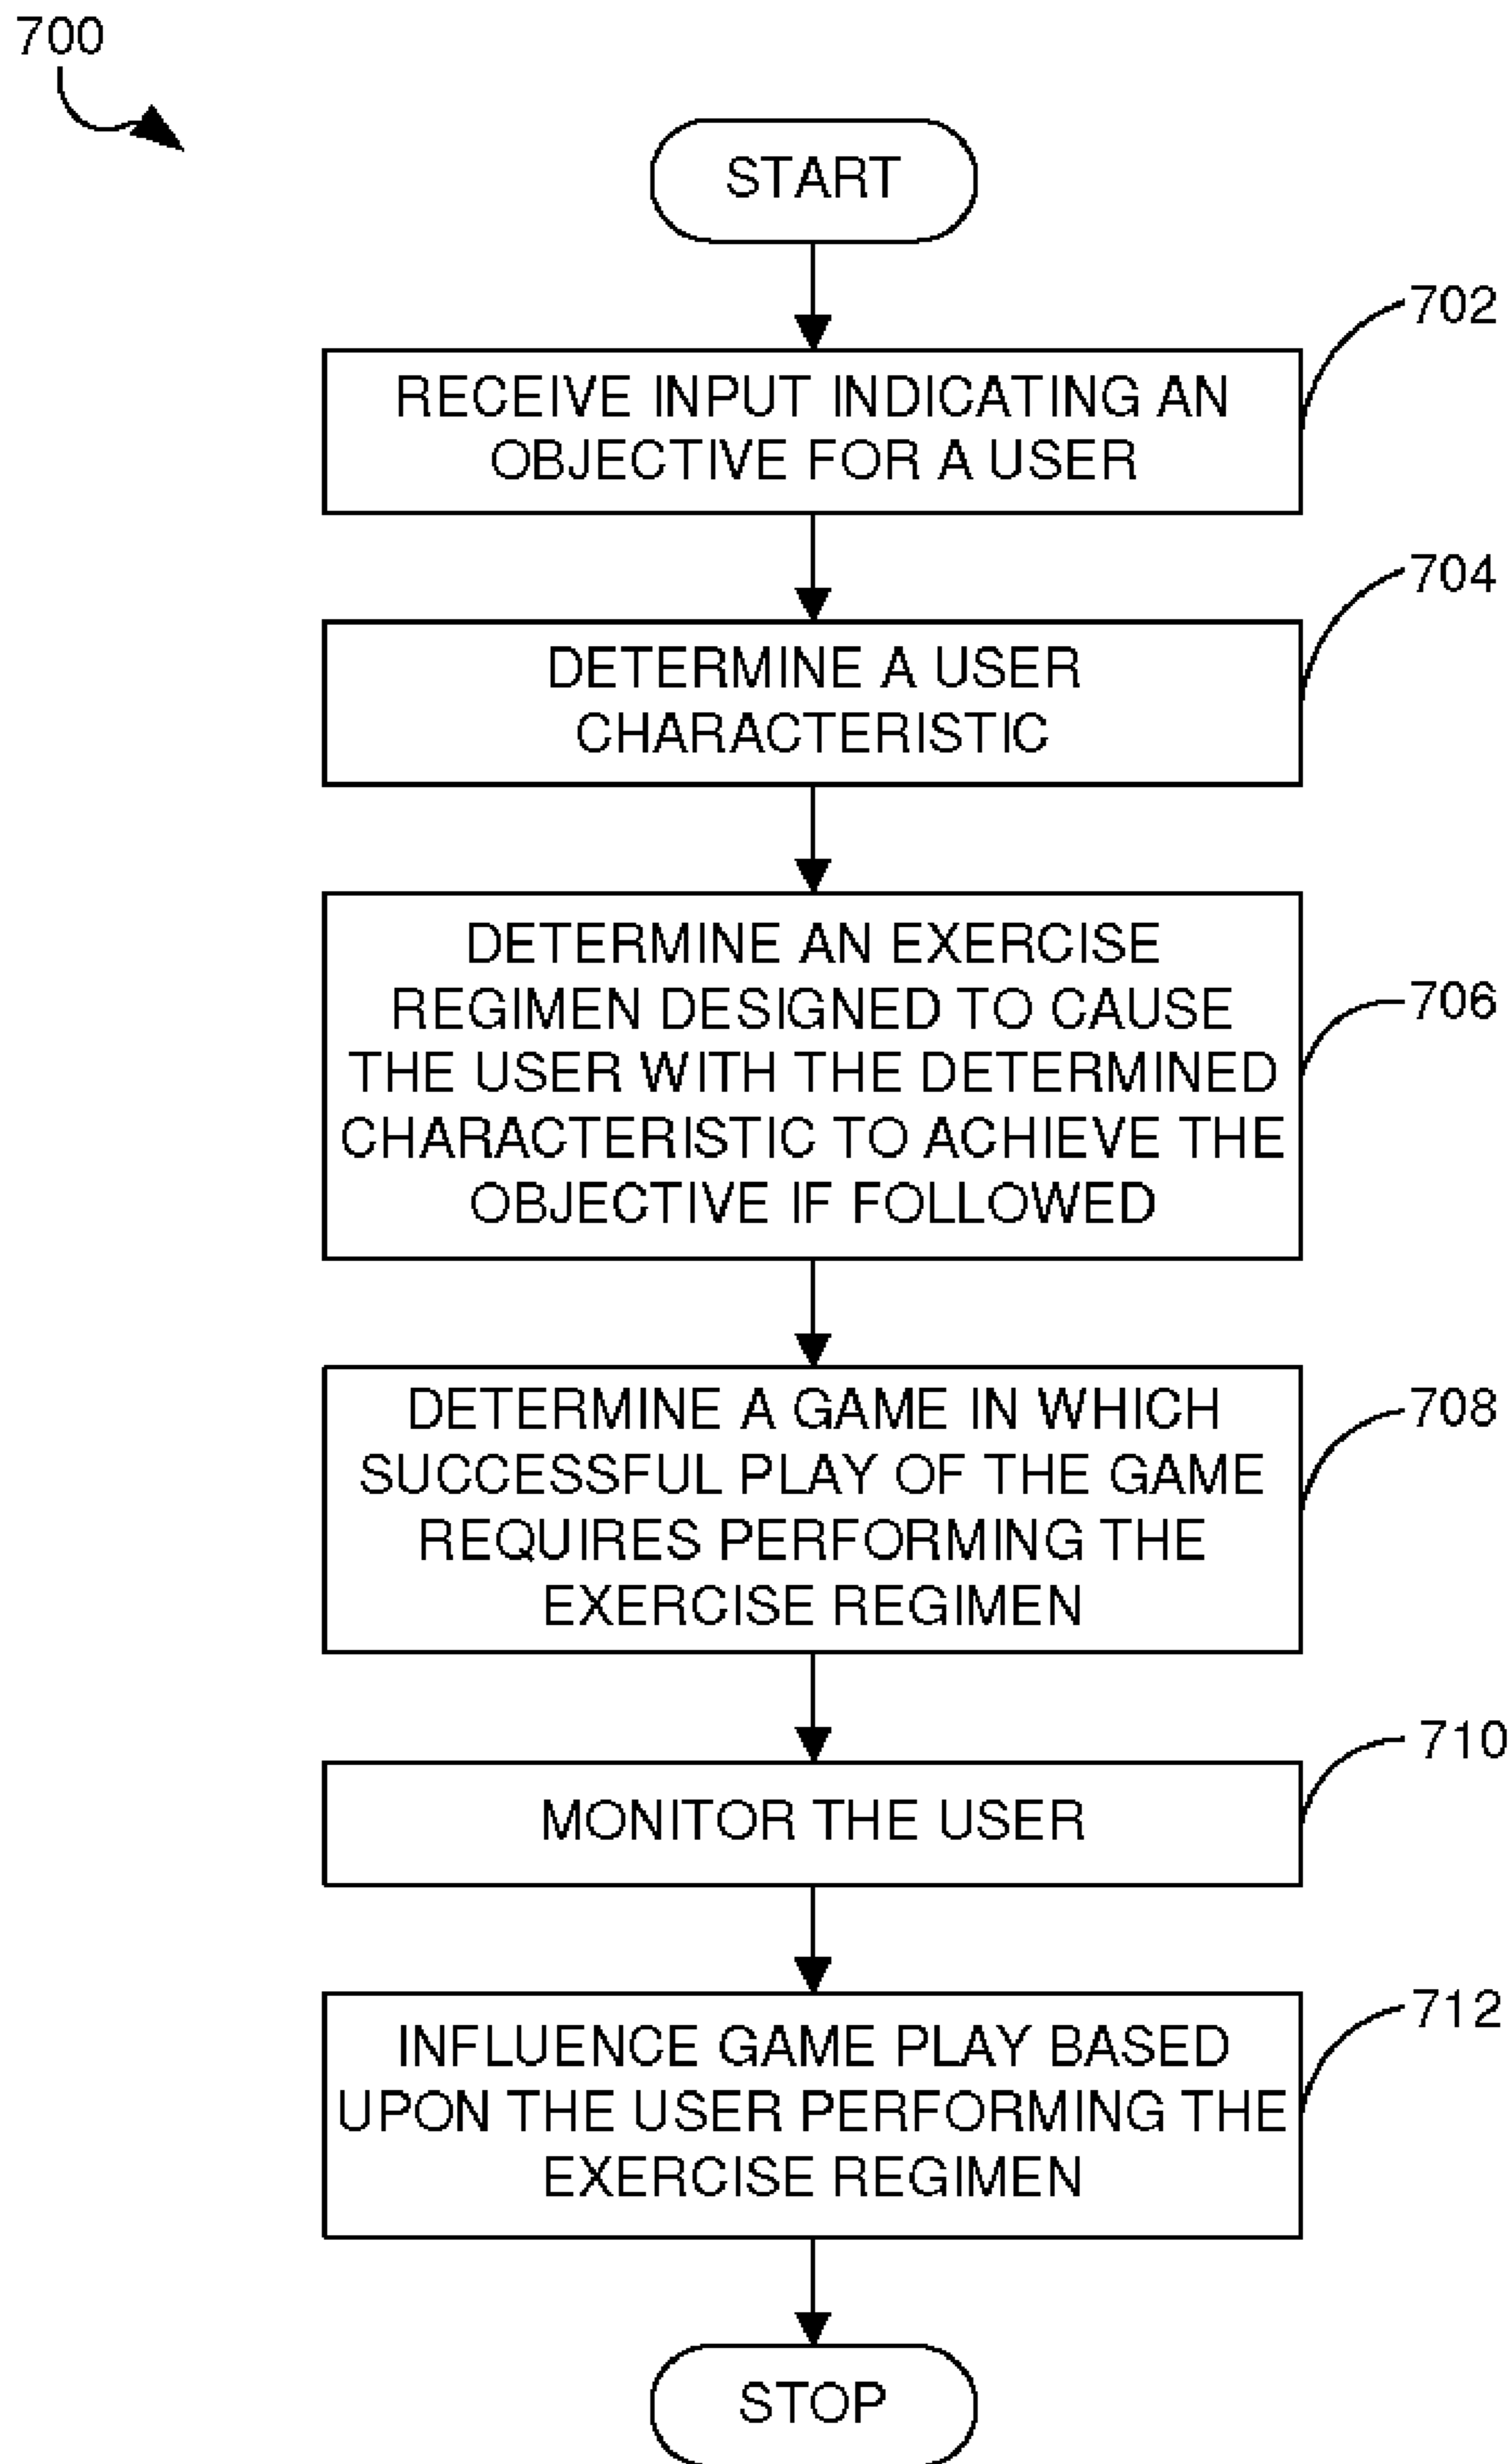 700
START
702
RECEIVE INPUT INDICATING AN
OBJECTIVE FOR A USER
704
DETERMINE A USER
CHARACTERISTIC
706
DETERMINE AN EXERCISE
REGIMEN DESIGNED TO CAUSE
THE USER WITH THE DETERMINED
CHARACTERISTIC TO ACHIEVE THE
OBJECTIVE IF FOLLOWED
708
DETERMINE A GAME IN WHICH
SUCCESSFUL PLAY OF THE GAME
REQUIRES PERFORMING THE
EXERCISE REGIMEN
710
MONITOR THE USER
712
INFLUENCE GAME PLAY BASED
UPON THE USER PERFORMING THE
EXERCISE REGIMEN
STOP